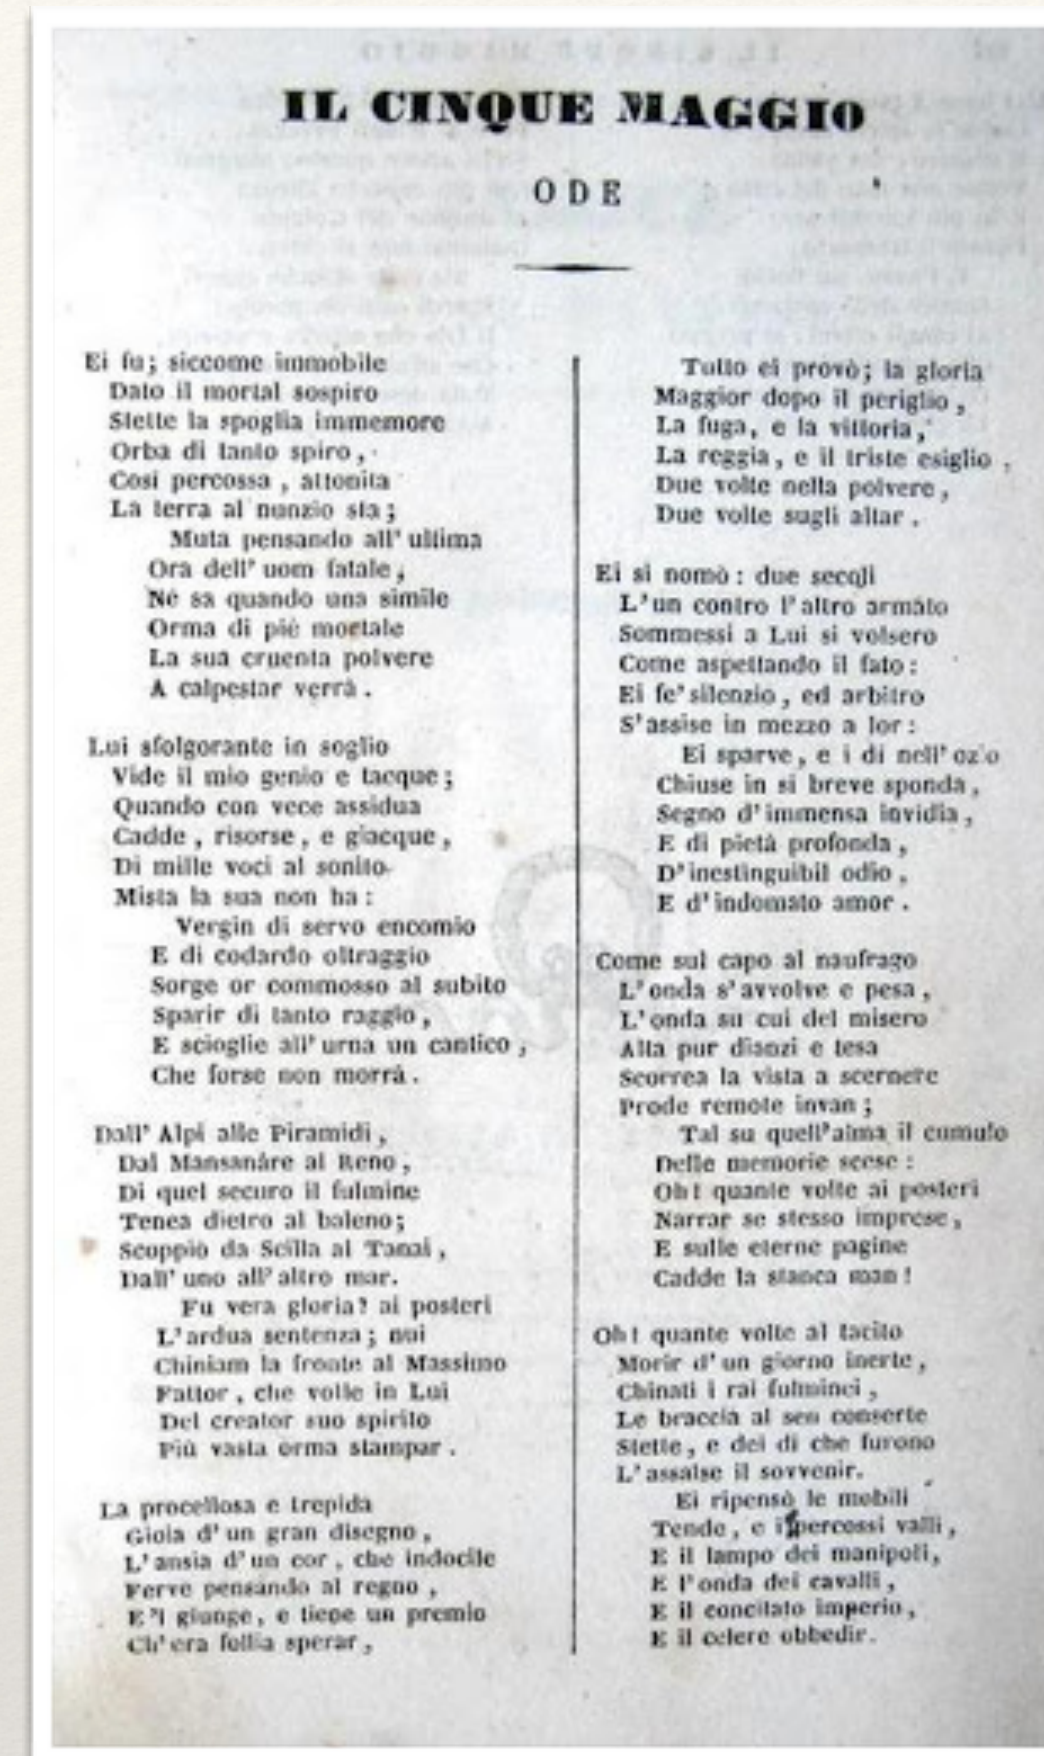 IL CINQUE MAGGIO
ODE
Ei fu; siccome immobile
Dato il mortal sospiro
Stette la spoglia immemore
Orba di tanto spiro,
Così percossa, attonita
La terra al nunzio sta;
Muta pensando all' ultima
Ora dell' uom fatale,
Nè sa quando una simile
Orma di piè mortale
La sua cruenta polvere
A calpestar verrà.
Lui sfolgorante in soglio
Vide il mio genio e tacque;
Quando con vece assidua
Cadde, risorse, e giacque,
Di mille voci al sonito
Mista la sua non ha:
Vergin di servo encomio
E di codardo oltraggio
Sorge or commosso al subito
Sparir di tanto raggio,
E scioglie all' urna un cantico,
Che forse non morrà.
Dall' Alpi alle Piramidi,
Dal Mansanàre al Reno,
Di quel securo il fulmine
Tenea dietro al baleno;
Scoppiò da Scilla al Tanai,
Dall' uno all' altro mar.
Fu vera gloria? ai posteri
L'ardua sentenza; nui
Chiniam la fronte al Massimo
Fattor, che volle in Lui
Del creator suo spirito
Più vasta orma stampar.
La procellosa e trepida
Gioia d' un gran disegno,
L' ansia d' un cor, che indocile
Ferve pensando al regno,
E 'l giunge, e tiene un premio
Ch' era follia sperar,
Tutto ei provò; la gloria
Maggior dopo il periglio,
La fuga, e la vittoria,
La reggia, e il triste esiglio,
Due volte nella polvere,
Due volte sugli altar.
Ei si nomò: due secoli
L'un contro l'altro armato
Sommessi a Lui si volsero
Come aspettando il fato:
Ei fe' silenzio, ed arbitro
S'assise in mezzo a lor:
Ei sparve, e i dì nell' ozio
Chiuse in sì breve sponda,
Segno d'immensa invidia,
E di pietà profonda,
D'inestinguibil odio,
E d'indomato amor.
Come sul capo al naufrago
L'onda s'avvolve e pesa,
L'onda su cui del misero
Alta pur dianzi e tesa
Scorrea la vista a scernere
Prode remote invan;
Tal su quell'alma il cumulo
Delle memorie scese:
Oh! quante volte ai posteri
Narrar se stesso imprese,
E sulle eterne pagine
Cadde la stanca man!
Oh! quante volte al tacito
Morir d' un giorno inerte,
Chinati i rai fulminei,
Le braccia al sen conserte
Stette, e dei dì che furono
L'assalse il sovvenir.
Ei ripensò le mobili
Tende, e i percossi valli,
E il lampo dei manipoli,
E l'onda dei cavalli,
E il concitato imperio,
E il celere obbedir.